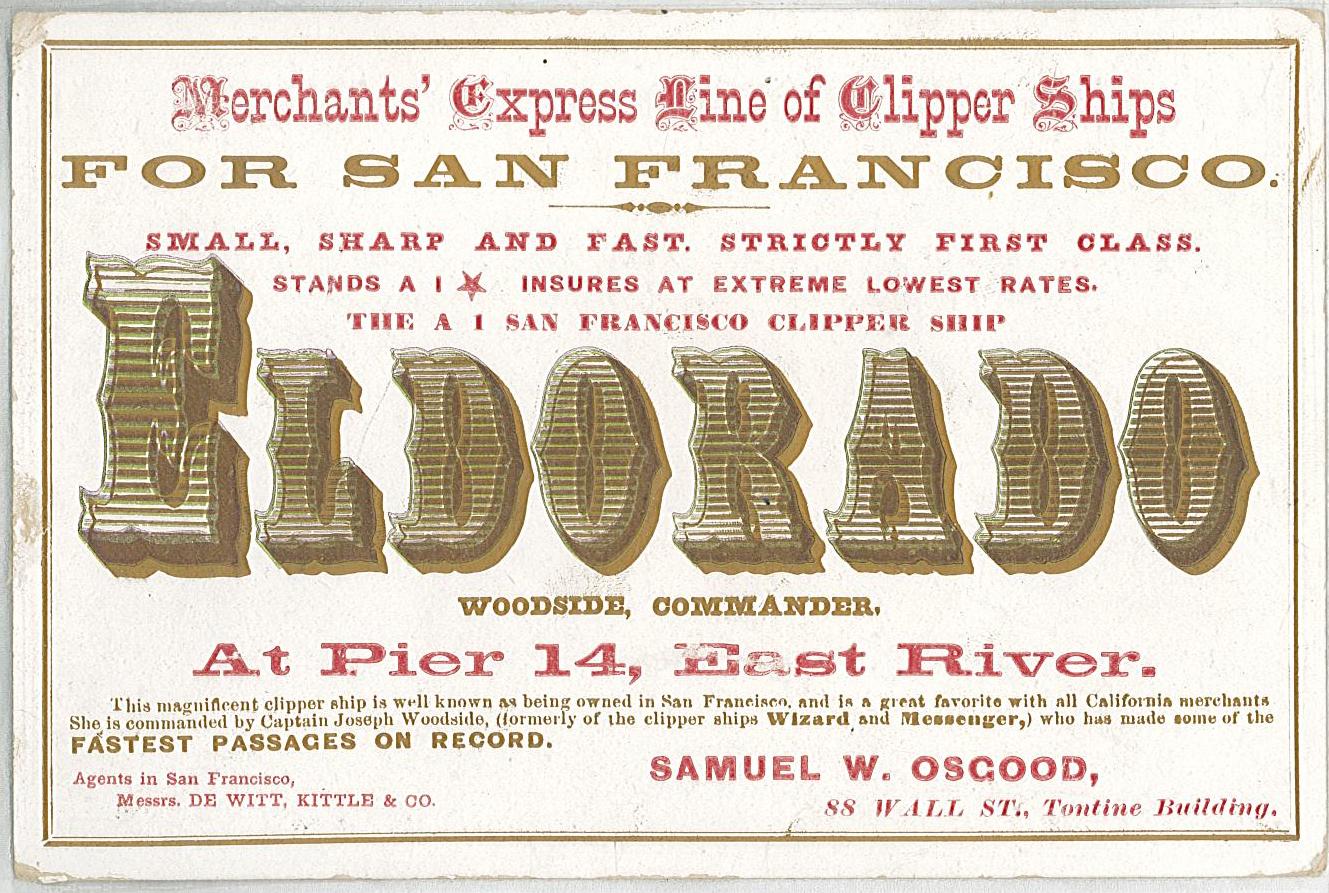 Merchants' Express Line of Clipper Ships
FOR SAN FRANCISCO.
SMALL, SHARP AND FAST. STRICTLY FIRST CLASS.
STANDS A 1 ★ INSURES AT EXTREME LOWEST RATES.
THE A 1 SAN FRANCISCO CLIPPER SHIP
ELDORADO
WOODSIDE, COMMANDER,
At Pier 14, East River.
This magnificent clipper ship is well known as being owned in San Francisco, and is a great favorite with all California merchants
She is commanded by Captain Joseph Woodside, (formerly of the clipper ships Wizard and Messenger,) who has made some of the
FASTEST PASSAGES ON RECORD.
Agents in San Francisco,
Messrs. DE WITT, KITTLE & CO.
SAMUEL W. OSGOOD,
88 WALL ST., Tontine Building.